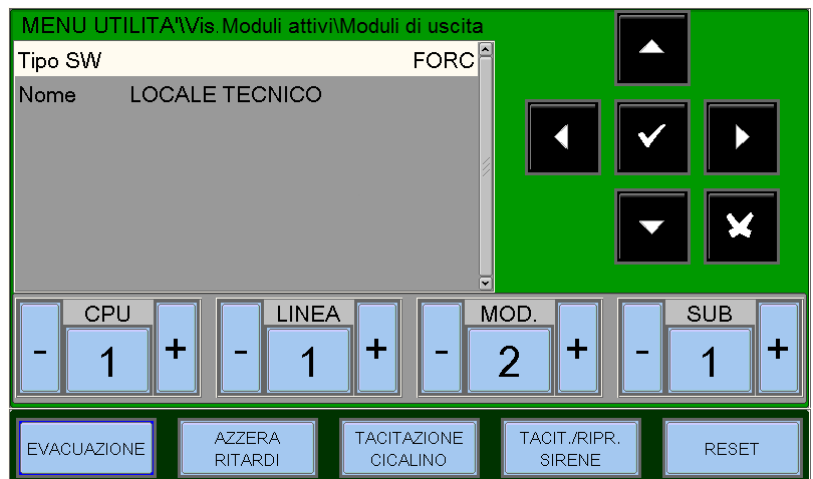 MENU UTILITA'\Vis.Moduli attivi\Moduli di uscita
Tipo SW FORC
Nome LOCALE TECNICO
CPU LINEA MOD. SUB
- 1 + - 1 + - 2 + - 1 +
EVACUAZIONE
AZZERA
RITARDI
TACITAZIONE
CICALINO
TACIT./RIPR.
SIRENE
RESET